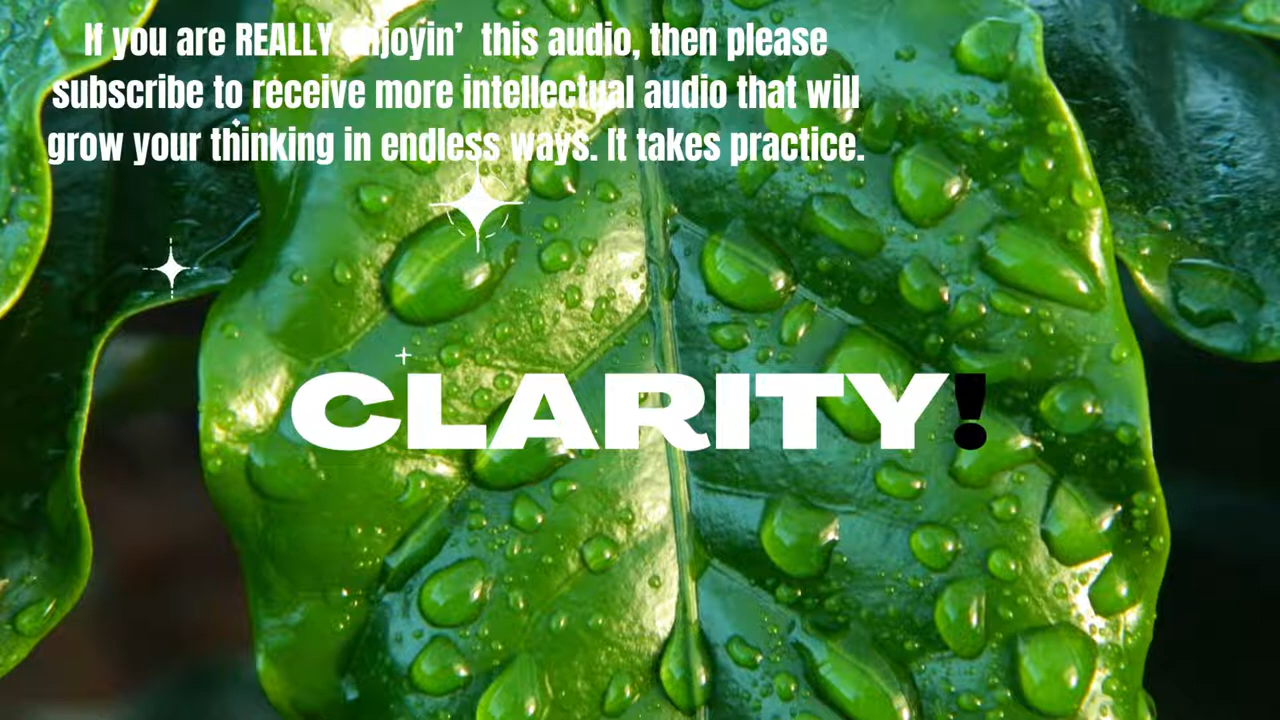 If you are REALLY enjoyin’ this audio, then please
subscribe to receive more intellectual audio that will
grow your thinking in endless ways. It takes practice.
CLARITY!